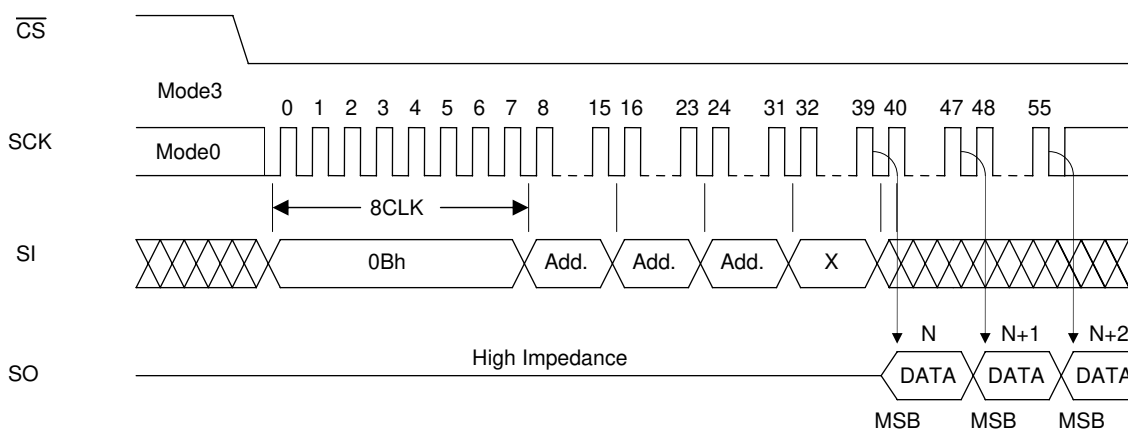 CS
Mode3
0 1 2 3 4 5 6 7 8 15 16 23 24 31 32 39 40 47 48 55
SCK
Mode0
8CLK
SI
0Bh Add. Add. Add. X
N N+1 N+2
High Impedance
SO
DATA DATA DATA
MSB MSB MSB